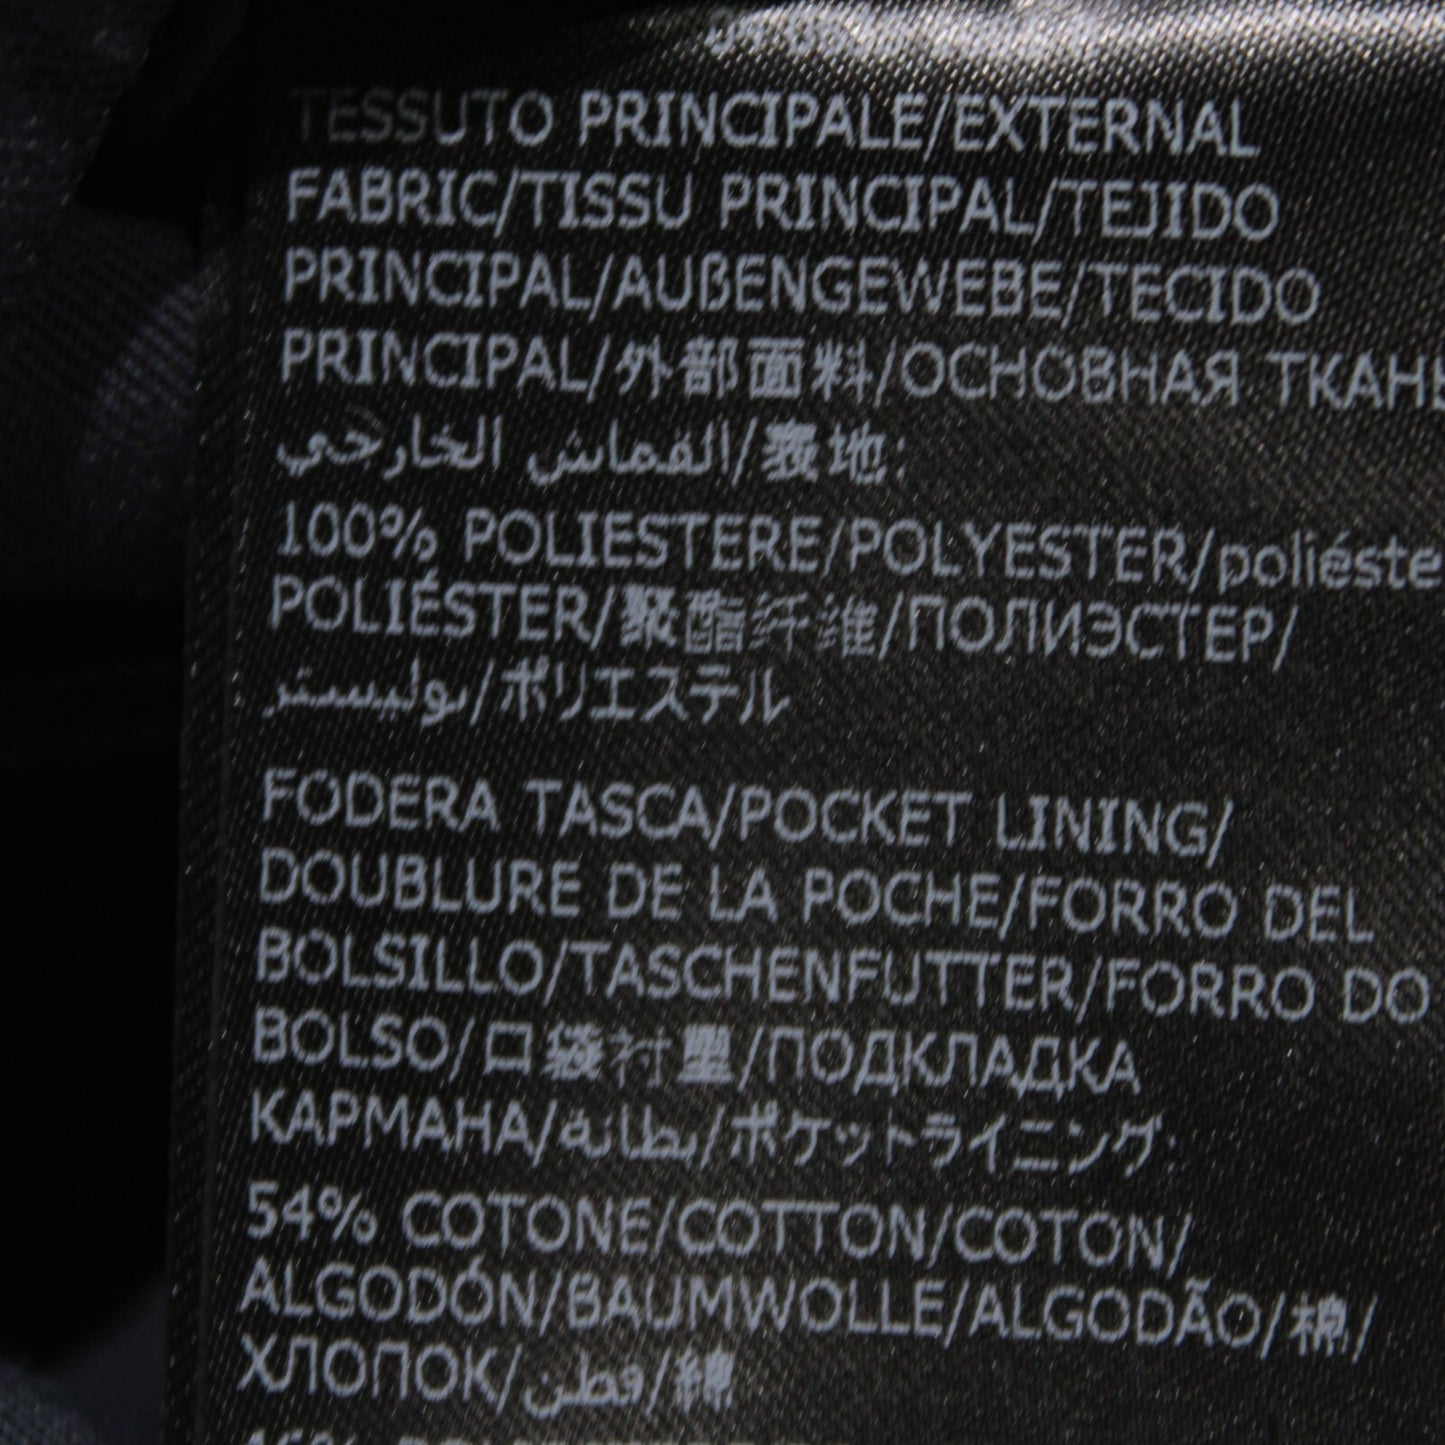 TESSUTO PRINCIPALE/EXTERNAL
FABRIC/TISSU PRINCIPAL/TEJIDO
PRINCIPAL/AUßENGEWEBE/TECIDO
PRINCIPAL/外部面料/ОСНОВНАЯ ТКАНЬ
القماش الخارجي/表地:
100% POLIESTERE/POLYESTER/poliéste
POLIÉSTER/聚酯纤维/ПОЛИЭСТЕР/
بوليستر/ポリエステル
FODERA TASCA/POCKET LINING/
DOUBLURE DE LA POCHE/FORRO DEL
BOLSILLO/TASCHENFUTTER/FORRO DO
BOLSO/口袋衬里/ПОДКЛАДКА
КАРМАНА/بطانة/ポケットライニング:
54% COTONE/COTTON/COTON/
ALGODÓN/BAUMWOLLE/ALGODÃO/棉/
ХЛОПОК/قطن/綿